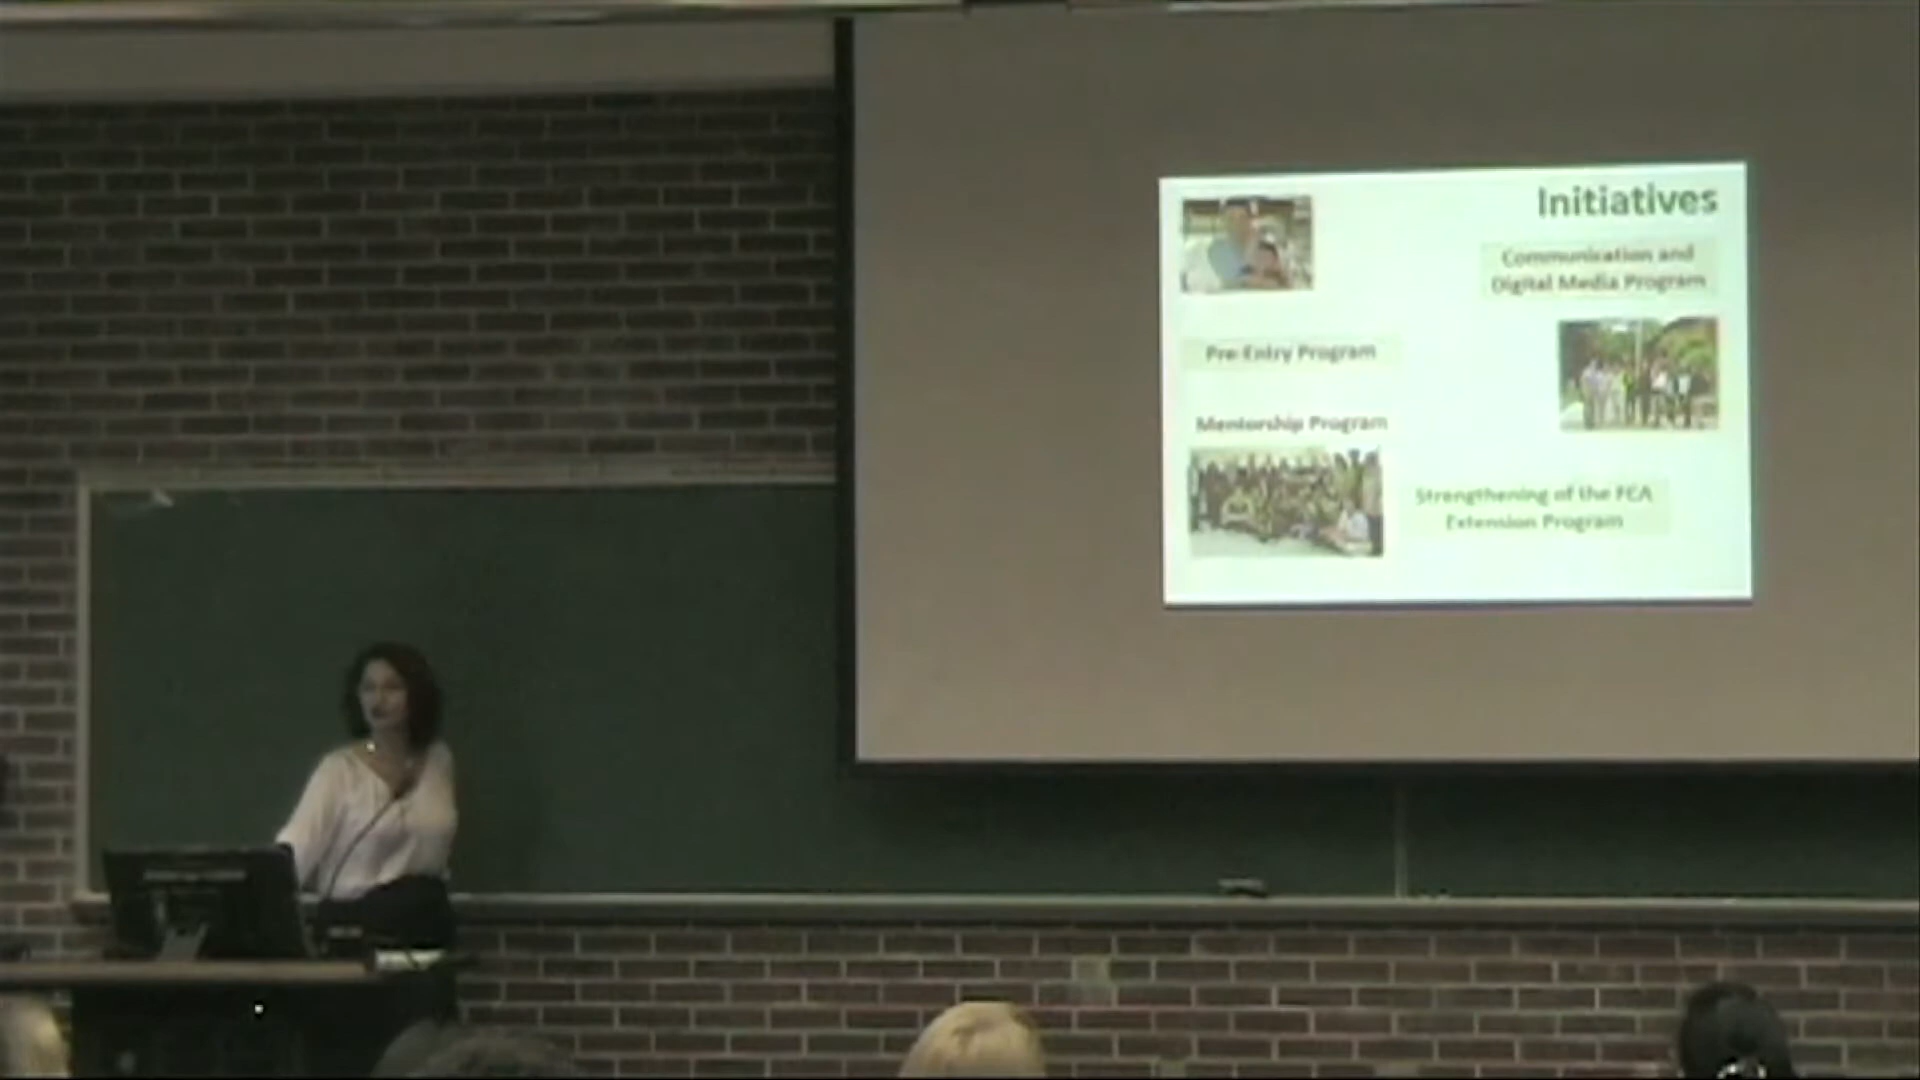 Initiatives
Communication and
Digital Media Program
Pre-Entry Program
Mentorship Program
Strengthening of the FCA
Extension Program